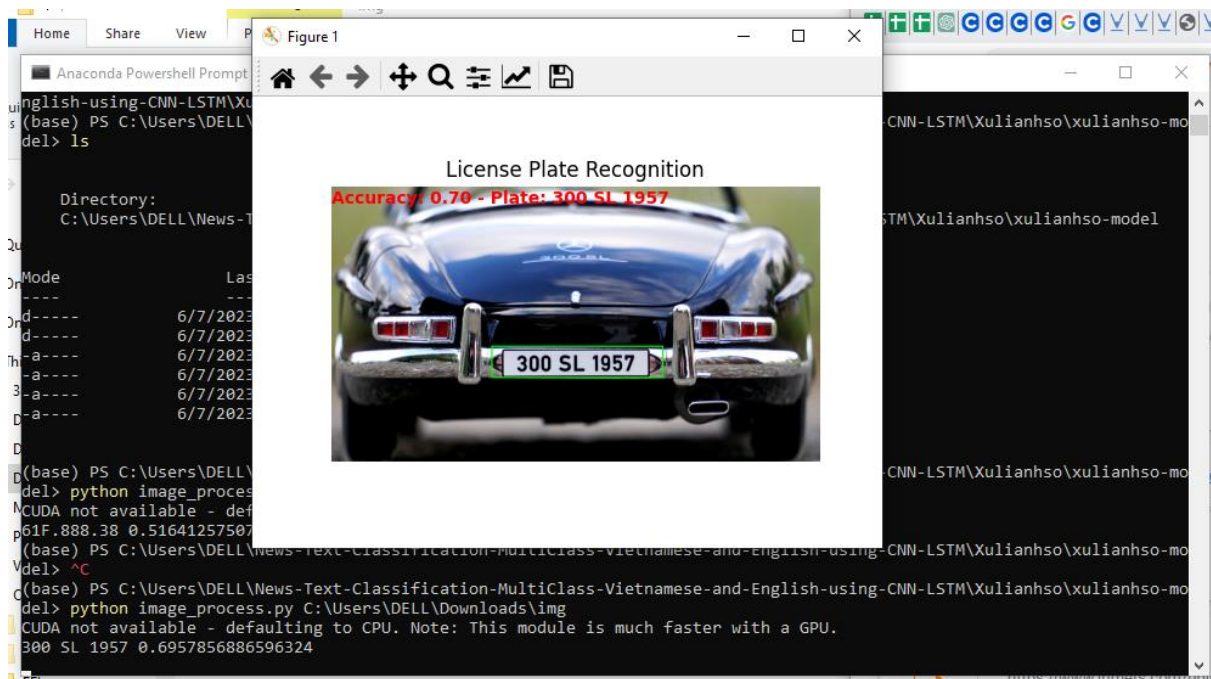 Home Share View
Figure 1
Anaconda Powershell Prompt
nglish-using-CNN-LSTM\Xu
(base) PS C:\Users\DELL\ -CNN-LSTM\Xulianhso\xulianhso-mo
del> ls
License Plate Recognition
Accuracy: 0.70 - Plate: 300 SL 1957
Directory:
C:\Users\DELL\News-T STM\Xulianhso\xulianhso-model
300 SL
Mode Las
---- ---
d----- 6/7/2023
d----- 6/7/2023
-a---- 6/7/2023
-a---- 6/7/2023
-a---- 6/7/2023
-a---- 6/7/2023
300 SL 1957
(base) PS C:\Users\DELL\ -CNN-LSTM\Xulianhso\xulianhso-mo
del> python image_proces
CUDA not available - def
61F.888.38 0.51641257507
(base) PS C:\Users\DELL\News-Text-Classification-MultiClass-Vietnamese-and-English-using-CNN-LSTM\Xulianhso\xulianhso-mo
del> ^C
(base) PS C:\Users\DELL\News-Text-Classification-MultiClass-Vietnamese-and-English-using-CNN-LSTM\Xulianhso\xulianhso-mo
del> python image_process.py C:\Users\DELL\Downloads\img
CUDA not available - defaulting to CPU. Note: This module is much faster with a GPU.
300 SL 1957 0.6957856886596324